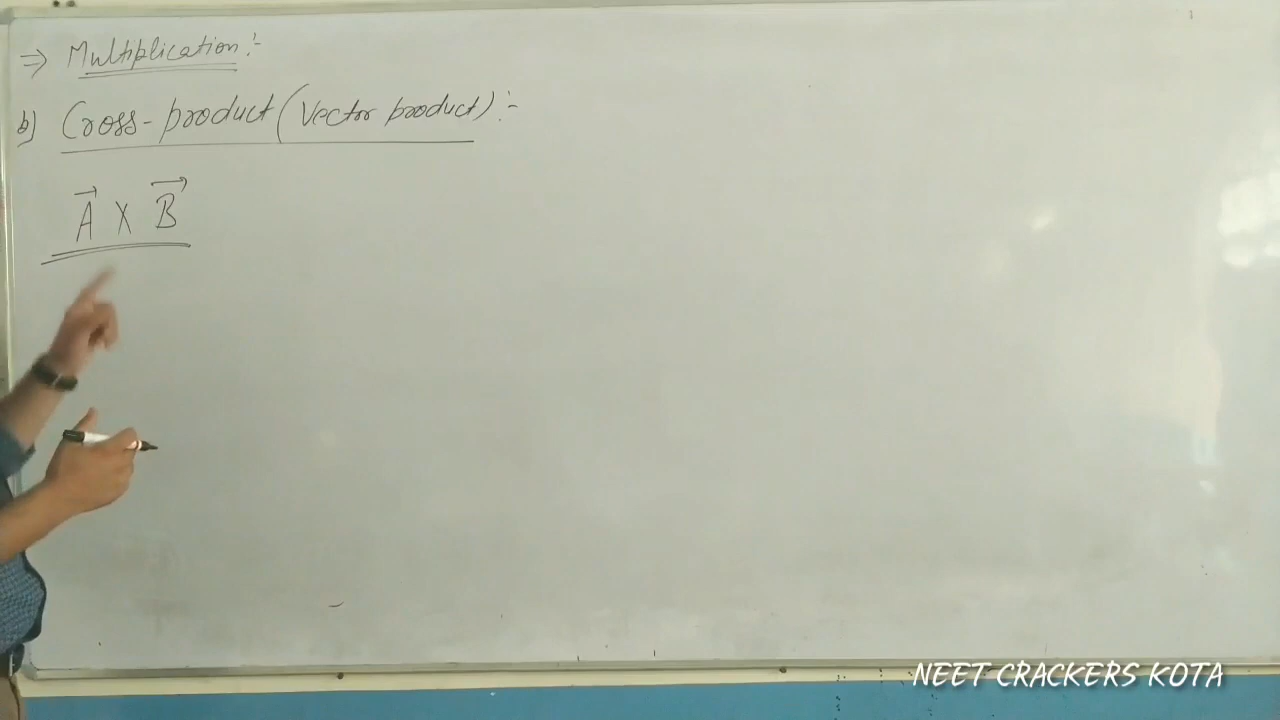 ⇒ Multiplication:-
b) Cross-product (Vector product):-
A⃗ X B⃗
NEET CRACKERS KOTA